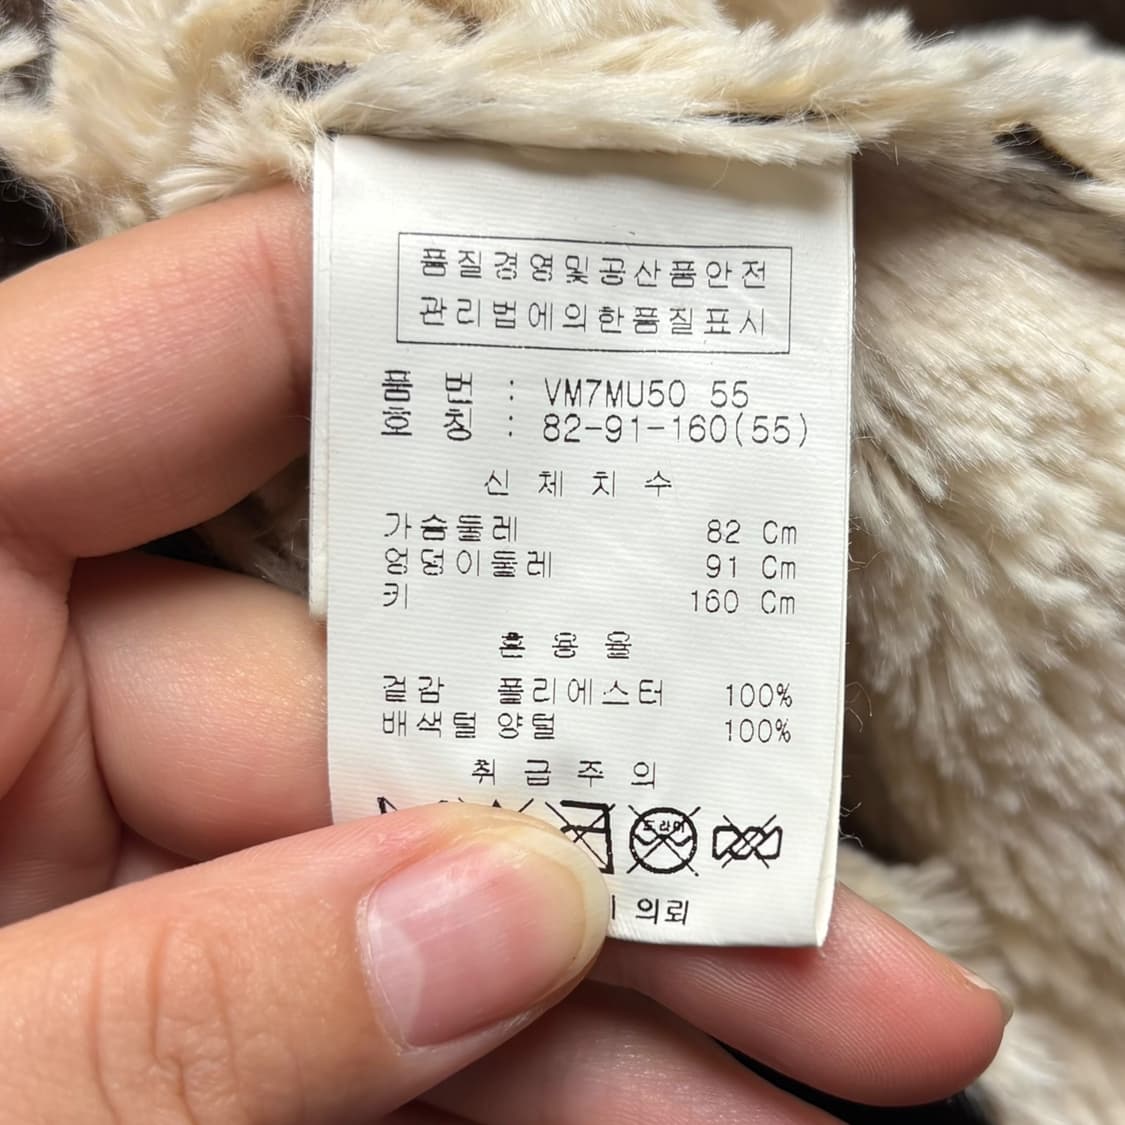 품질경영및공산품안전
관리법에의한품질표시
품 번 : VM7MU50 55
호 칭 : 82-91-160(55)
신 체 치 수
가슴둘레 82 Cm
엉덩이둘레 91 Cm
키 160 Cm
혼 용 율
겉감 폴리에스터 100%
배색털 양털 100%
취 급 주 의
드라이
의뢰